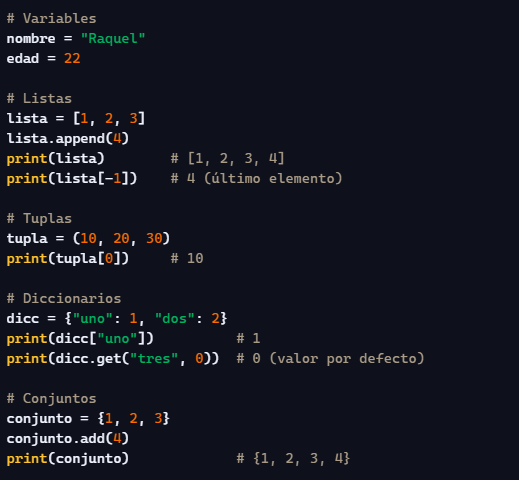 # Variables
nombre = "Raquel"
edad = 22

# Listas
lista = [1, 2, 3]
lista.append(4)
print(lista)        # [1, 2, 3, 4]
print(lista[-1])    # 4 (último elemento)

# Tuplas
tupla = (10, 20, 30)
print(tupla[0])     # 10

# Diccionarios
dicc = {"uno": 1, "dos": 2}
print(dicc["uno"])          # 1
print(dicc.get("tres", 0))  # 0 (valor por defecto)

# Conjuntos
conjunto = {1, 2, 3}
conjunto.add(4)
print(conjunto)             # {1, 2, 3, 4}